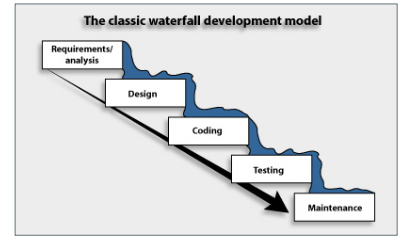 The classic waterfall development model
Requirements/
analysis
Design
Coding
Testing
Maintenance